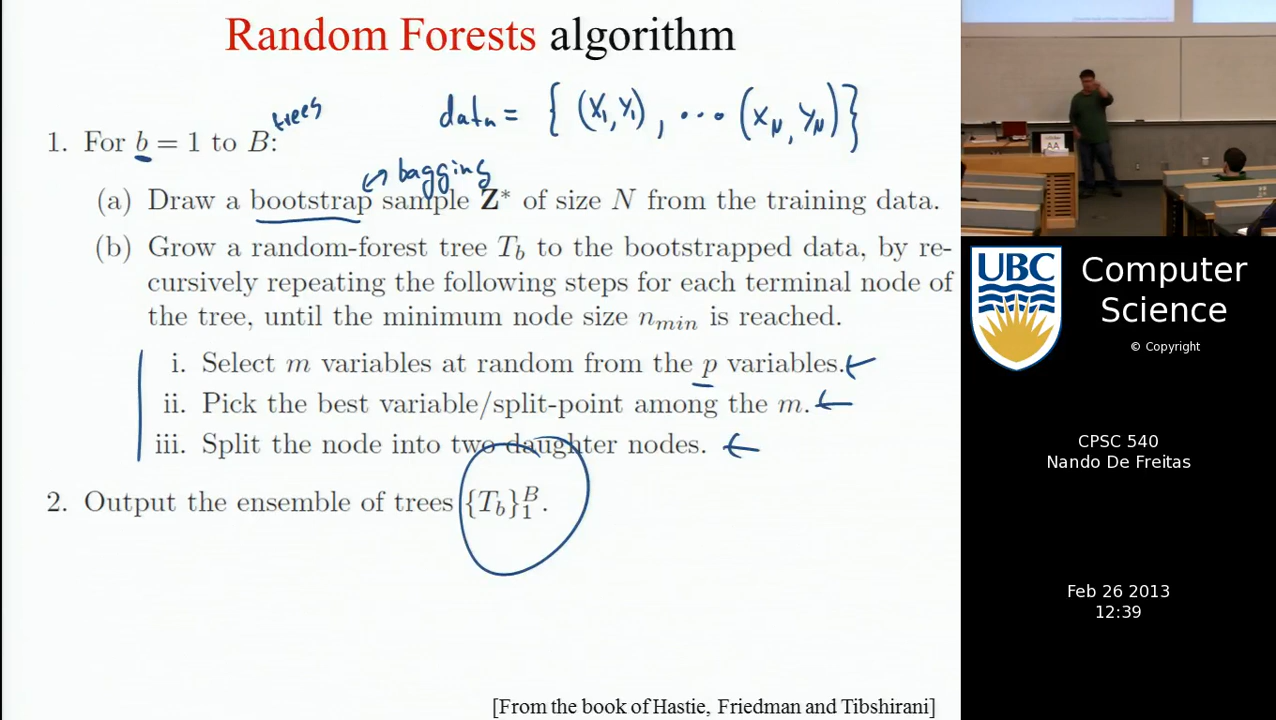 Random Forests algorithm
data = { (x1, y1), ... (xN, yN) }
trees
1. For b = 1 to B:
bagging
(a) Draw a bootstrap sample Z* of size N from the training data.
(b) Grow a random-forest tree Tb to the bootstrapped data, by re-
cursively repeating the following steps for each terminal node of
the tree, until the minimum node size nmin is reached.
i. Select m variables at random from the p variables.
ii. Pick the best variable/split-point among the m.
iii. Split the node into two daughter nodes.
2. Output the ensemble of trees {Tb}₁ᴮ.
[From the book of Hastie, Friedman and Tibshirani]
AA
UBC
Computer
Science
© Copyright
CPSC 540
Nando De Freitas
Feb 26 2013
12:39